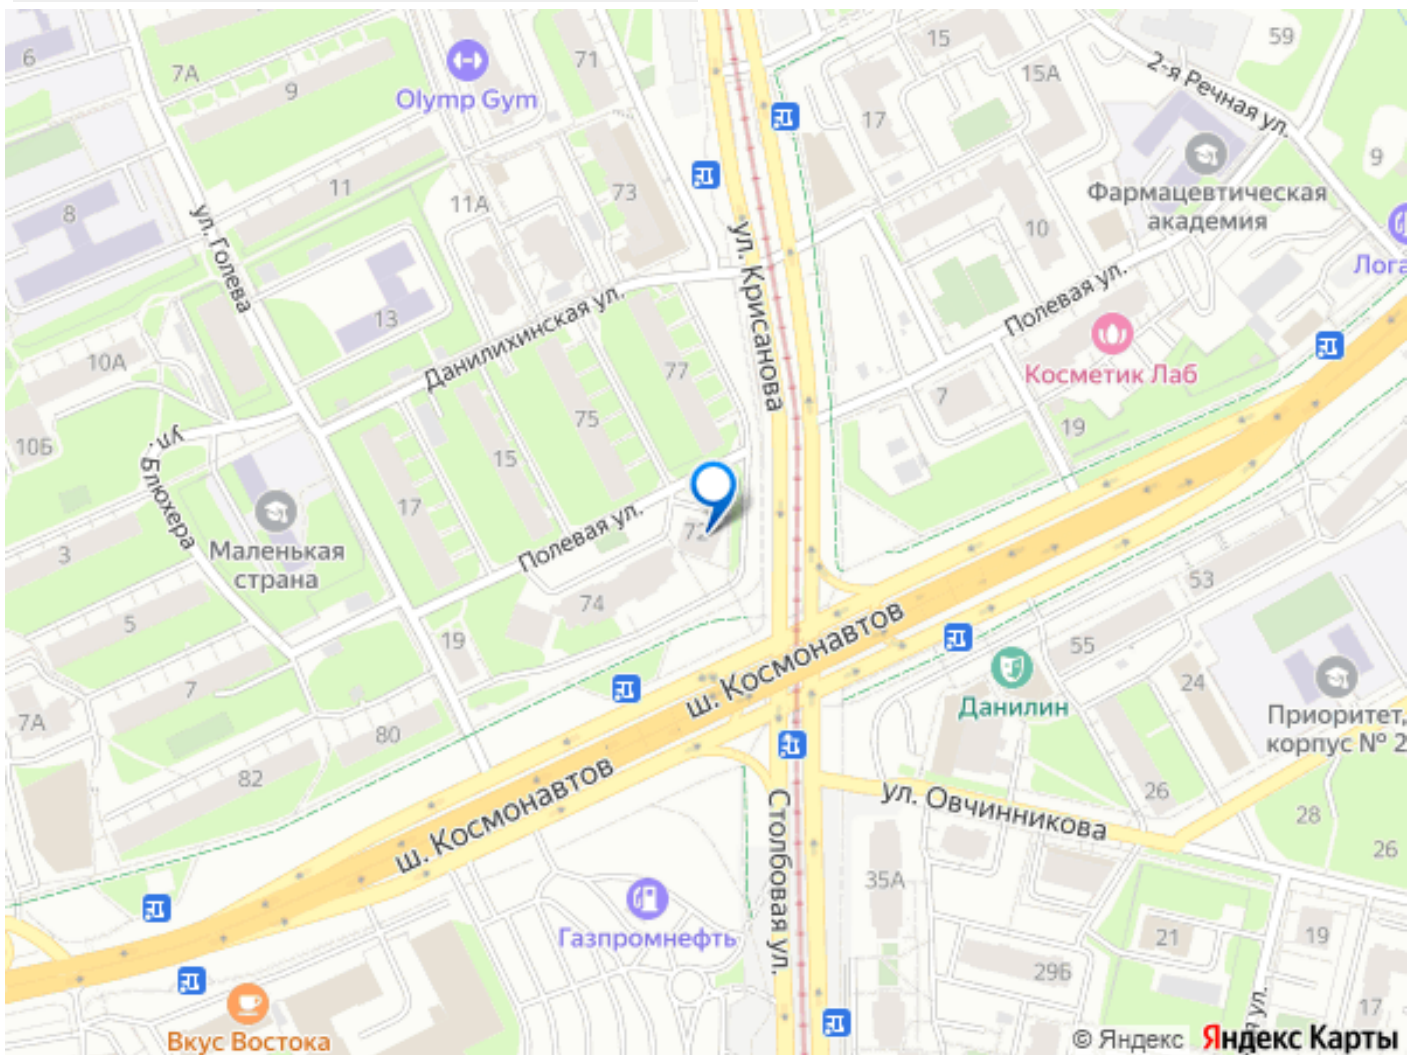 6
7А
9
Olymp Gym
71
15
59
15А
17
2-я Речная ул.
9
Фармацевтическая
академия
8
11
11А
73
10
ул. Голева
ул. Крисанова
Лога
13
Данилихинская ул.
Полевая ул.
Косметик Лаб
10А
77
7
75
19
10Б
ул.
Блюхера
15
17
Маленькая
страна
3
Полевая ул.
72
74
53
5
19
55
ш. Космонавтов
Данилин
24
7
7А
80
82
Приоритет,
корпус № 2
ш. Космонавтов
Столбовая ул.
ул. Овчинникова
26
28
26
35А
Газпромнефть
21
19
29Б
17
я ул.
Вкус Востока
© Яндекс Яндекс Карты